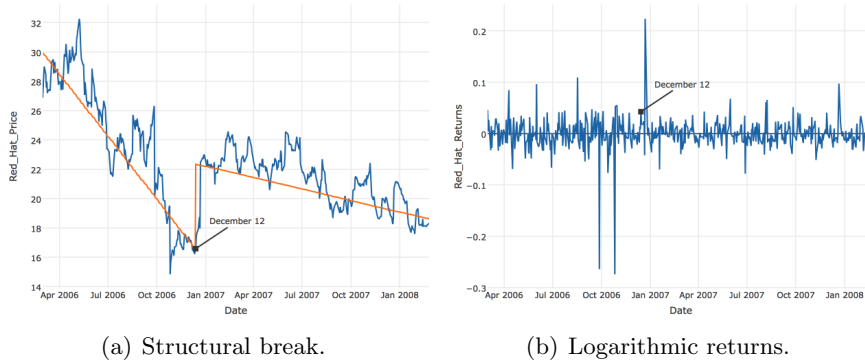 32
30
28
26
24
22
20
18
16
14
Red_Hat_Price
December 12
Apr 2006 Jul 2006 Oct 2006 Jan 2007 Apr 2007 Jul 2007 Oct 2007 Jan 2008
Date
(a) Structural break.
0.2
0.1
0
−0.1
−0.2
−0.3
Red_Hat_Returns
December 12
Apr 2006 Jul 2006 Oct 2006 Jan 2007 Apr 2007 Jul 2007 Oct 2007 Jan 2008
Date
(b) Logarithmic returns.